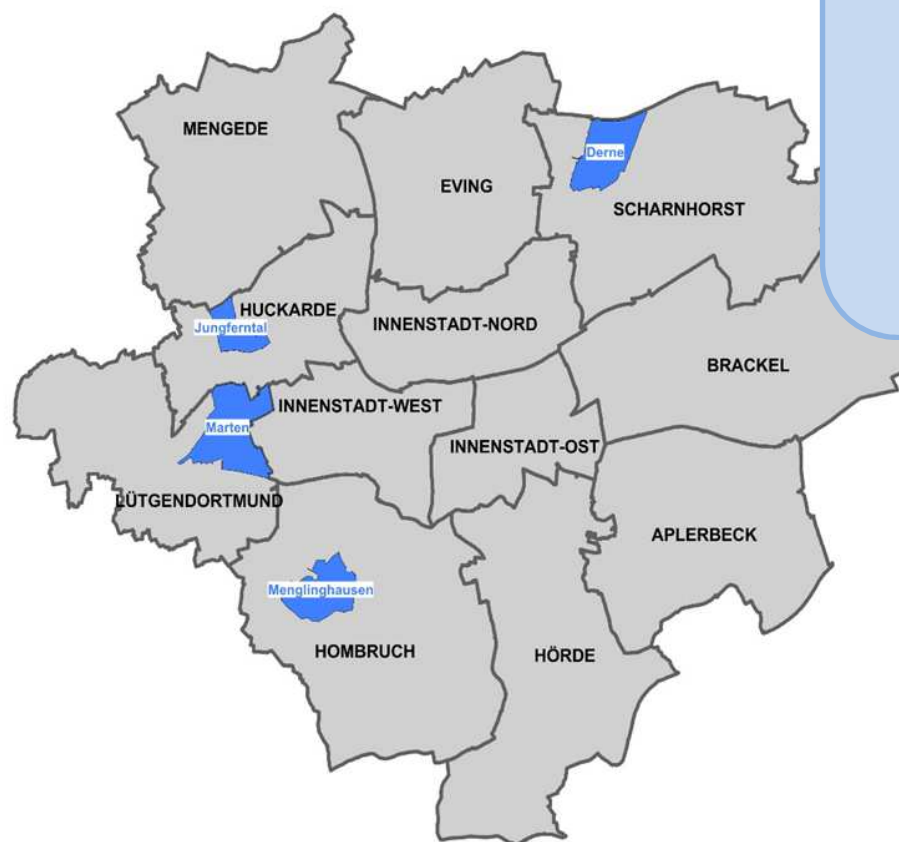 MENGEDE
Derne
EVING
SCHARNHORST
HUCKARDE
Jungferntal
INNENSTADT-NORD
BRACKEL
INNENSTADT-WEST
Marten
INNENSTADT-OST
LÜTGENDORTMUND
APLERBECK
Menglinghausen
HOMBRUCH
HÖRDE